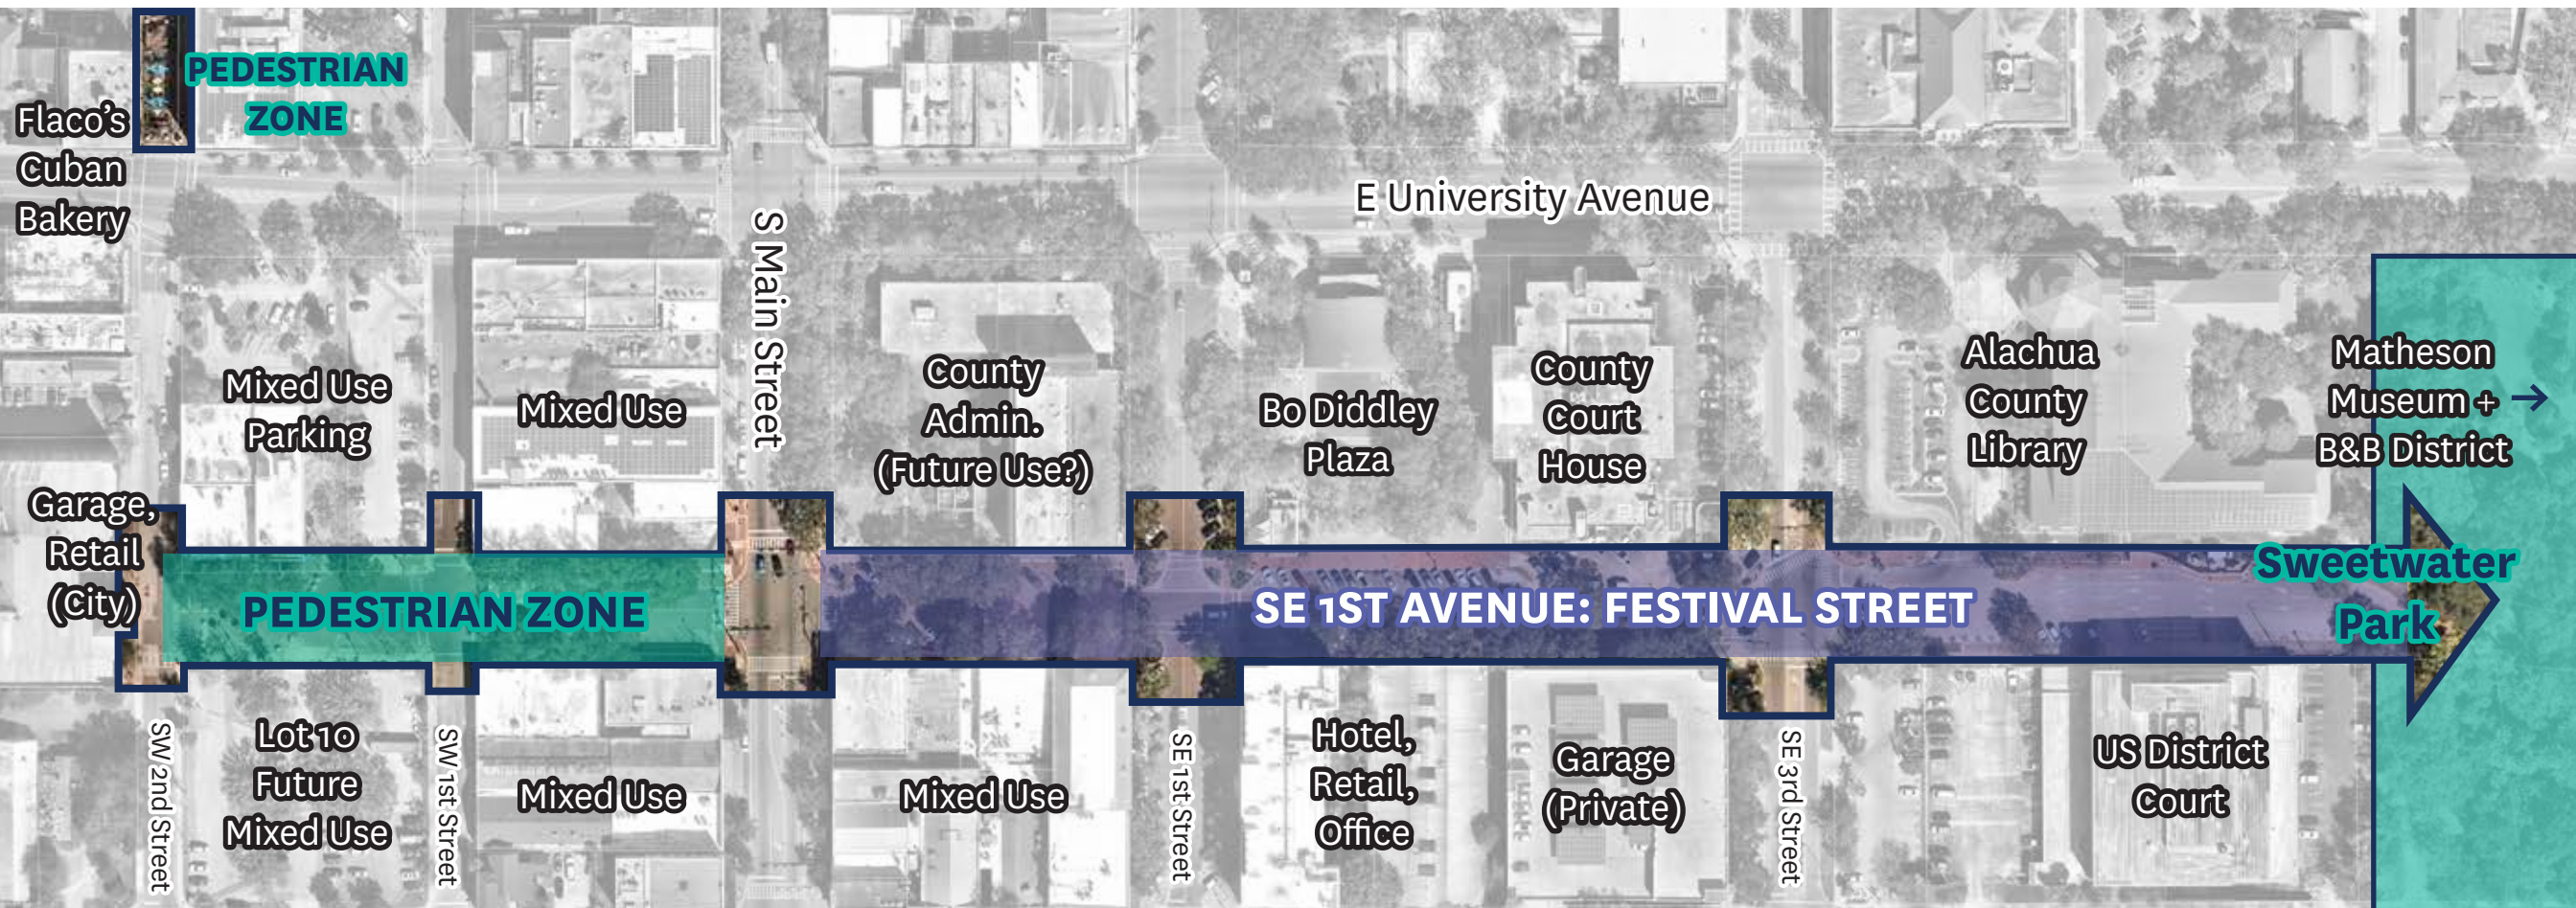 PEDESTRIAN
ZONE
Flaco's
Cuban
Bakery
E University Avenue
S Main Street
Mixed Use
Parking
Mixed Use
County
Admin.
(Future Use?)
Bo Diddley
Plaza
County
Court
House
Alachua
County
Library
Matheson
Museum + →
B&B District
Garage,
Retail
(City)
PEDESTRIAN ZONE
SE 1ST AVENUE: FESTIVAL STREET
Sweetwater
Park
SW 2nd Street
Lot 10
Future
Mixed Use
SW 1st Street
Mixed Use
Mixed Use
SE 1st Street
Hotel,
Retail,
Office
Garage
(Private)
SE 3rd Street
US District
Court